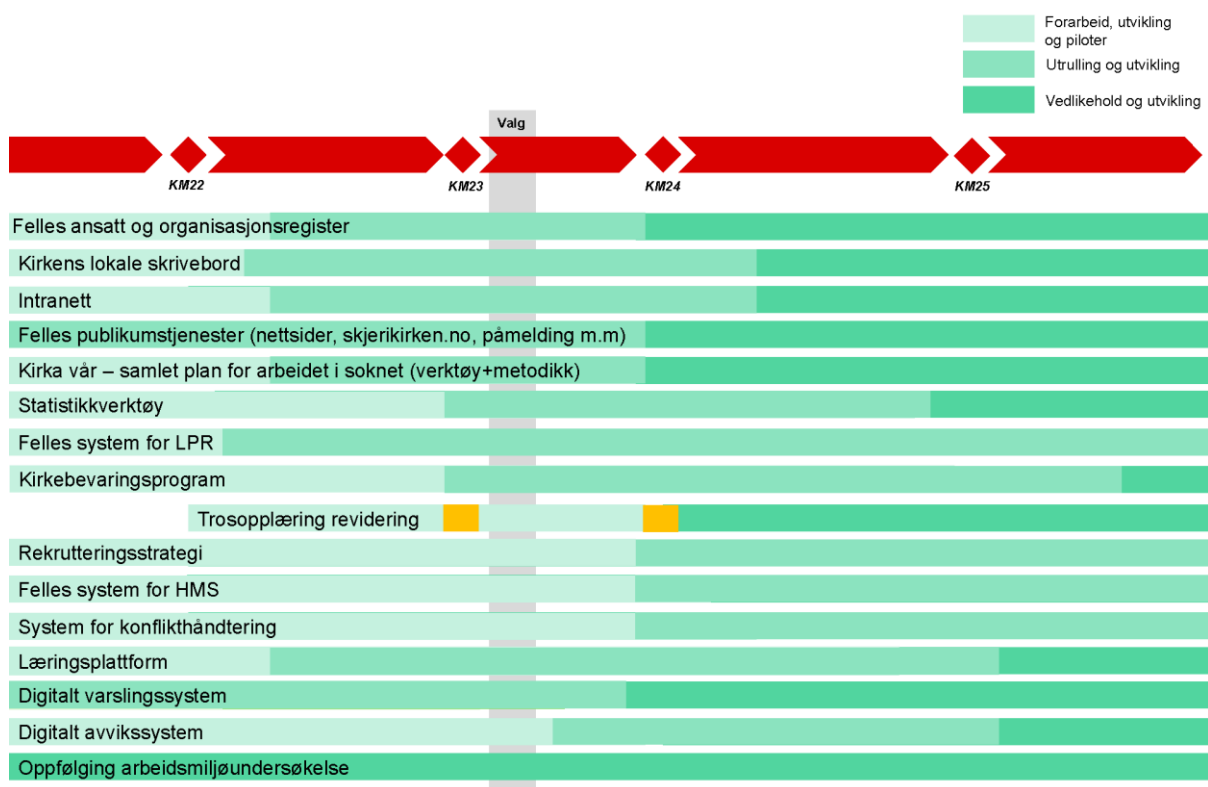 Forarbeid, utvikling
og piloter
Utrulling og utvikling
Vedlikehold og utvikling
Valg
KM22
KM23
KM24
KM25
Felles ansatt og organisasjonsregister
Kirkens lokale skrivebord
Intranett
Felles publikumstjenester (nettsider, skjerikirken.no, påmelding m.m)
Kirka vår – samlet plan for arbeidet i soknet (verktøy+metodikk)
Statistikkverktøy
Felles system for LPR
Kirkebevaringsprogram
Trosopplæring revidering
Rekrutteringsstrategi
Felles system for HMS
System for konflikthåndtering
Læringsplattform
Digitalt varslingssystem
Digitalt avvikssystem
Oppfølging arbeidsmiljøundersøkelse